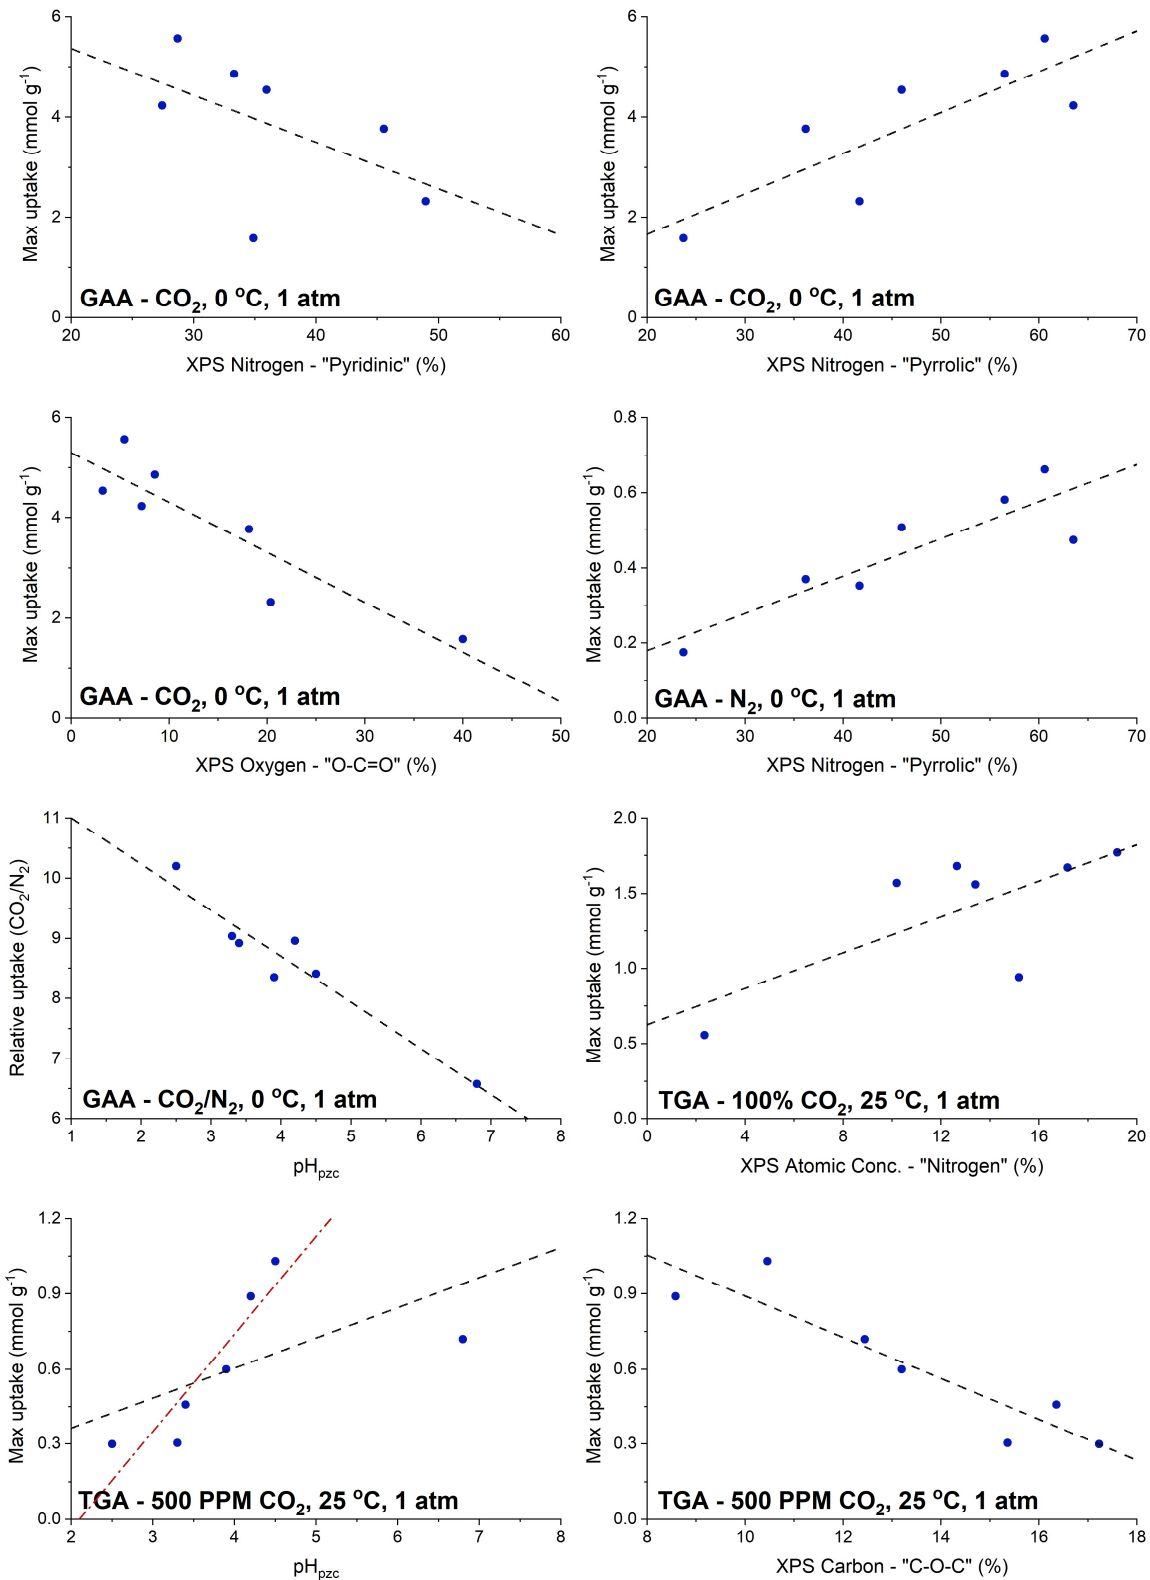 6
4
2
0
Max uptake (mmol g⁻¹)
GAA - CO₂, 0 °C, 1 atm
20 30 40 50 60
XPS Nitrogen - "Pyridinic" (%)
6
4
2
0
Max uptake (mmol g⁻¹)
GAA - CO₂, 0 °C, 1 atm
20 30 40 50 60 70
XPS Nitrogen - "Pyrrolic" (%)
6
4
2
0
Max uptake (mmol g⁻¹)
GAA - CO₂, 0 °C, 1 atm
0 10 20 30 40 50
XPS Oxygen - "O-C=O" (%)
0.8
0.6
0.4
0.2
0.0
Max uptake (mmol g⁻¹)
GAA - N₂, 0 °C, 1 atm
20 30 40 50 60 70
XPS Nitrogen - "Pyrrolic" (%)
11
10
9
8
7
6
Relative uptake (CO₂/N₂)
GAA - CO₂/N₂, 0 °C, 1 atm
1 2 3 4 5 6 7 8
pHpzc
2.0
1.5
1.0
0.5
0.0
Max uptake (mmol g⁻¹)
TGA - 100% CO₂, 25 °C, 1 atm
0 4 8 12 16 20
XPS Atomic Conc. - "Nitrogen" (%)
1.2
0.9
0.6
0.3
0.0
Max uptake (mmol g⁻¹)
TGA - 500 PPM CO₂, 25 °C, 1 atm
2 3 4 5 6 7 8
pHpzc
1.2
0.9
0.6
0.3
0.0
Max uptake (mmol g⁻¹)
TGA - 500 PPM CO₂, 25 °C, 1 atm
8 10 12 14 16 18
XPS Carbon - "C-O-C" (%)